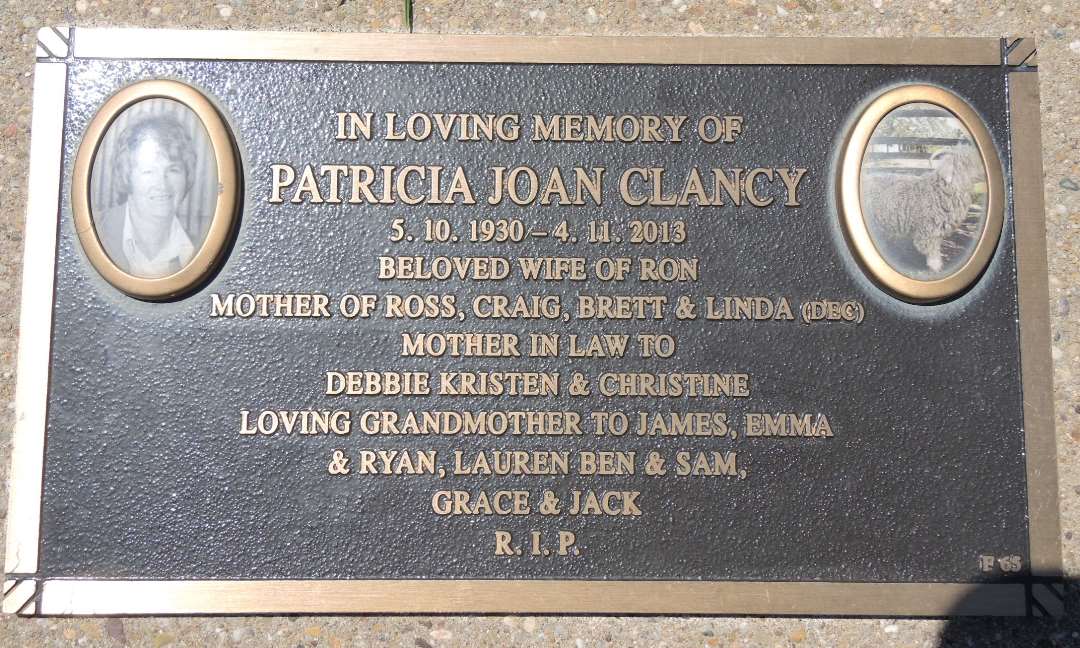 IN LOVING MEMORY OF
PATRICIA JOAN CLANCY
5. 10. 1930 – 4. 11. 2013
BELOVED WIFE OF RON
MOTHER OF ROSS, CRAIG, BRETT & LINDA (DEC)
MOTHER IN LAW TO
DEBBIE KRISTEN & CHRISTINE
LOVING GRANDMOTHER TO JAMES, EMMA
& RYAN, LAUREN BEN & SAM,
GRACE & JACK
R. I. P.
F 65